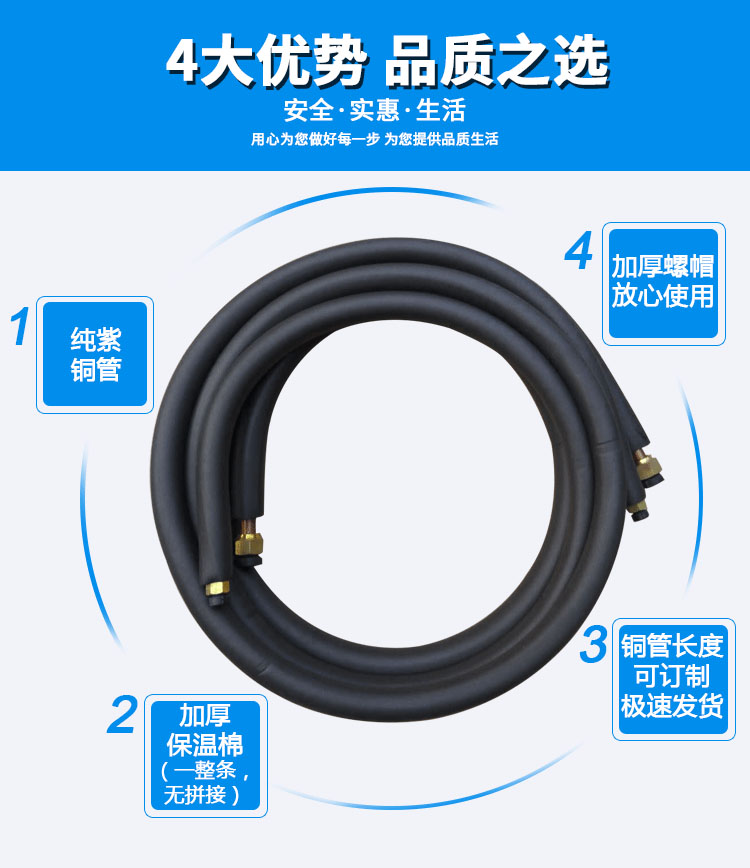 4大优势 品质之选
安全·实惠·生活
用心为您做好每一步 为您提供品质生活
1
纯紫
铜管
2
加厚
保温棉
（一整条，
无拼接）
3
铜管长度
可订制
极速发货
4
加厚螺帽
放心使用